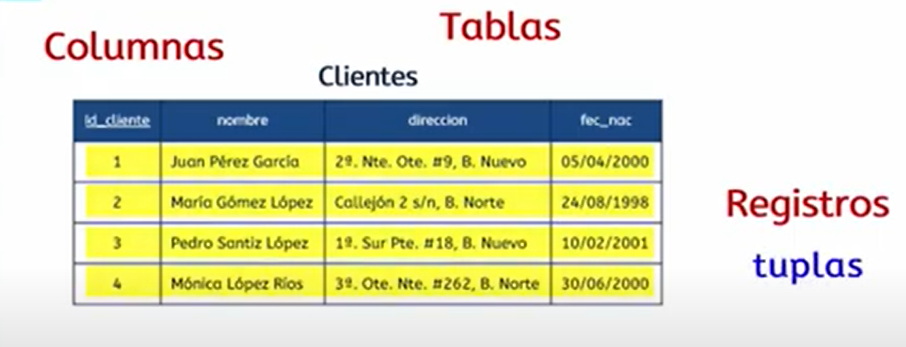 Columnas
Tablas
Clientes
Id_cliente nombre direccion fec_nac
1 Juan Pérez García 2ª. Nte. Ote. #9, B. Nuevo 05/04/2000
2 María Gómez López Callejón 2 s/n, B. Norte 24/08/1998
3 Pedro Santiz López 1ª. Sur Pte. #18, B. Nuevo 10/02/2001
4 Mónica López Ríos 3ª. Ote. Nte. #262, B. Norte 30/06/2000
Registros
tuplas